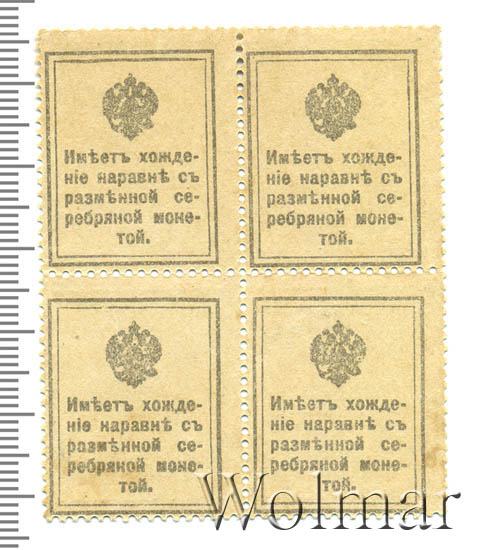 Имѣетъ хожде-
ніе наравнѣ съ
размѣнной се-
ребряной моне-
той.
Имѣетъ хожде-
ніе наравнѣ съ
размѣнной се-
ребряной моне-
той.
Имѣетъ хожде-
ніе наравнѣ съ
размѣнной се-
ребряной моне-
той.
Имѣетъ хожде-
ніе наравнѣ съ
размѣнной се-
ребряной моне-
той.
Wolmar